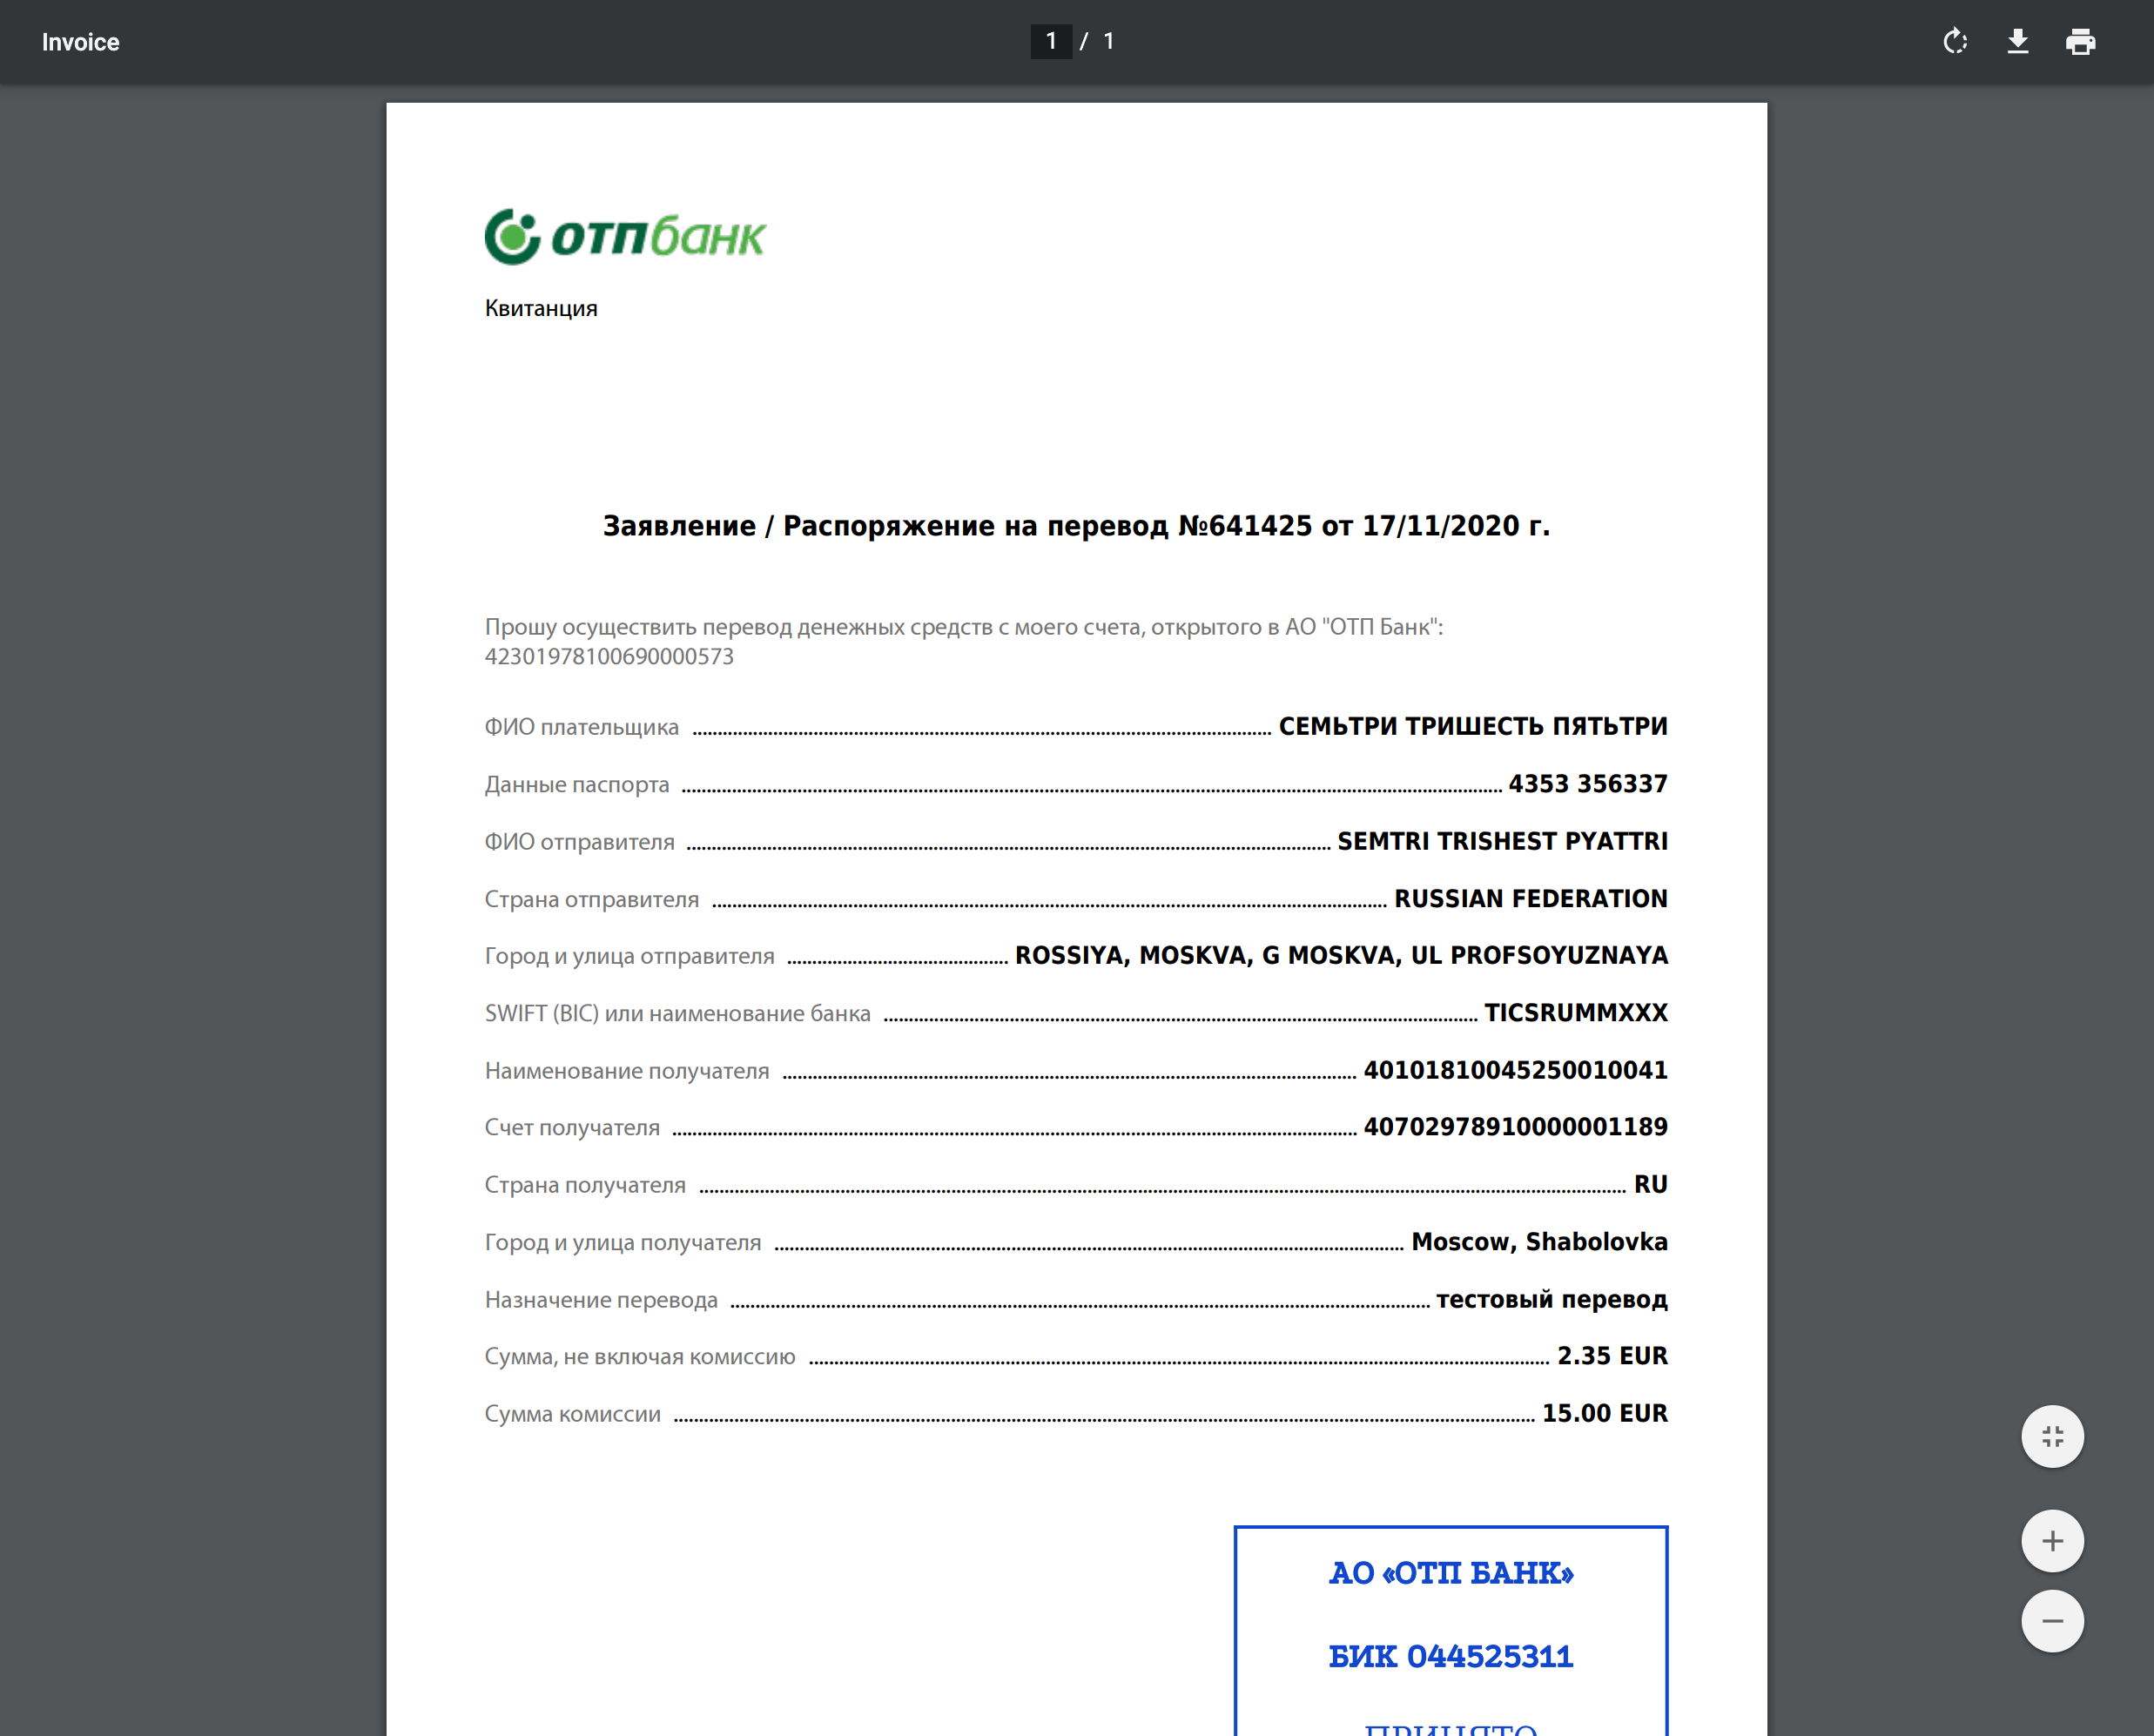 Invoice
1 / 1
отпбанк
Квитанция
Заявление / Распоряжение на перевод №641425 от 17/11/2020 г.
Прошу осуществить перевод денежных средств с моего счета, открытого в АО "ОТП Банк":
42301978100690000573
ФИО плательщика СЕМЬТРИ ТРИШЕСТЬ ПЯТЬТРИ
Данные паспорта 4353 356337
ФИО отправителя SEMTRI TRISHEST PYATTRI
Страна отправителя RUSSIAN FEDERATION
Город и улица отправителя ROSSIYA, MOSKVA, G MOSKVA, UL PROFSOYUZNAYA
SWIFT (BIC) или наименование банка TICSRUMMXXX
Наименование получателя 40101810045250010041
Счет получателя 40702978910000001189
Страна получателя RU
Город и улица получателя Moscow, Shabolovka
Назначение перевода тестовый перевод
Сумма, не включая комиссию 2.35 EUR
Сумма комиссии 15.00 EUR
АО «ОТП БАНК»
БИК 044525311
ПРИНЯТО